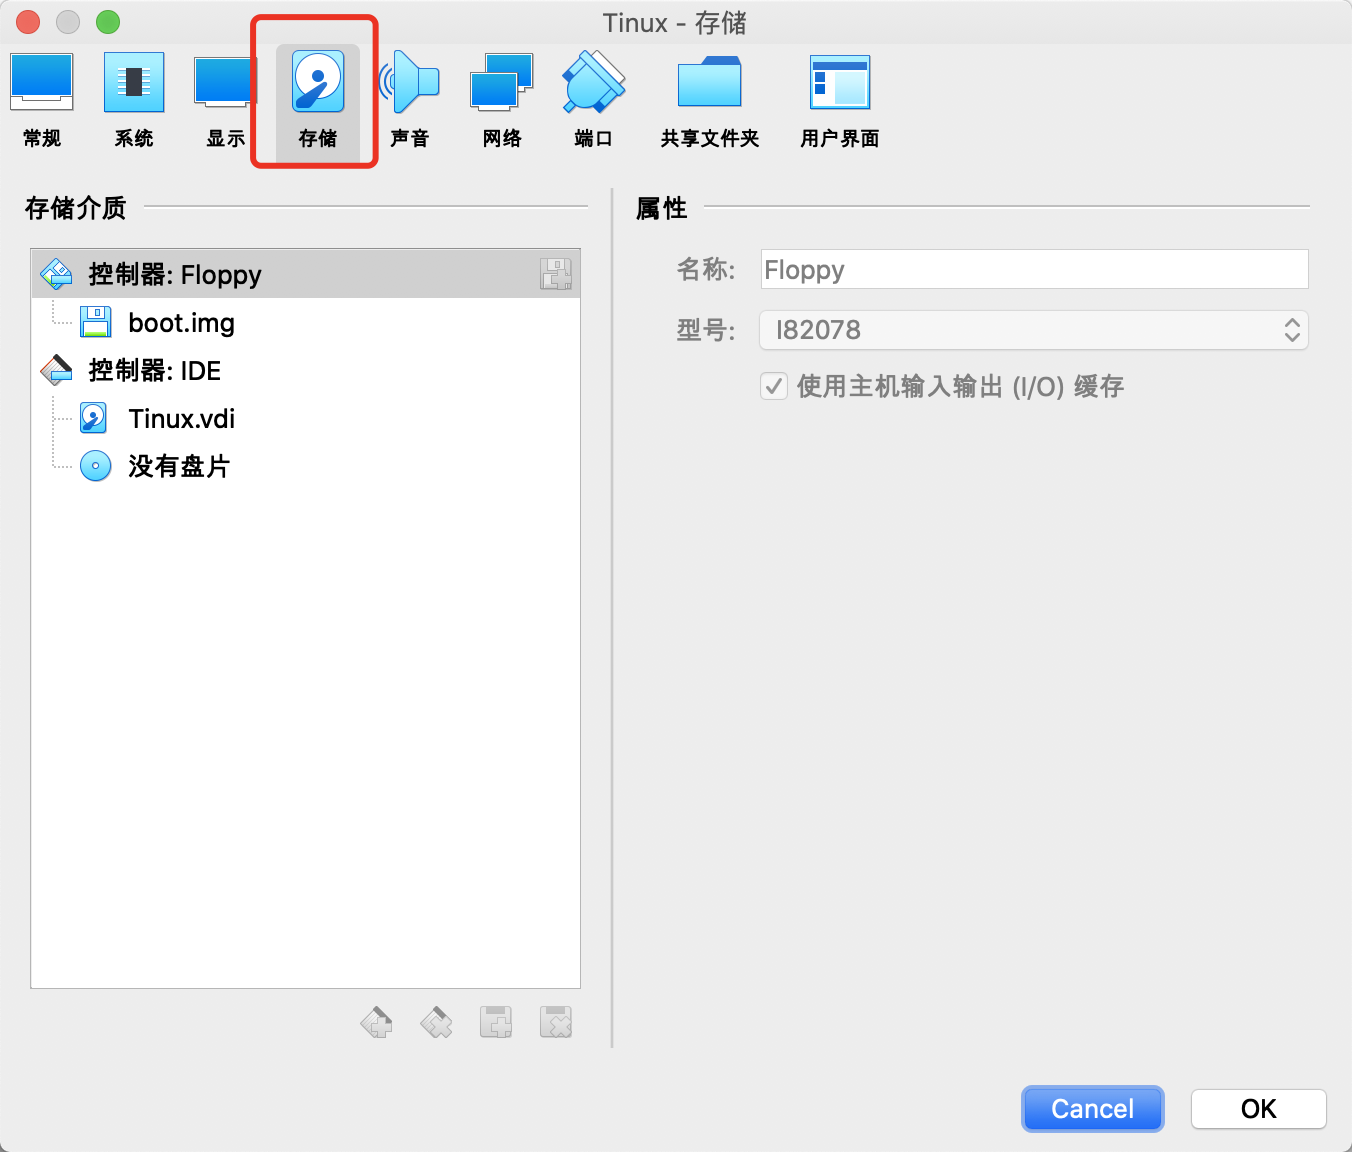 Tinux - 存储
常规 系统 显示 存储 声音 网络 端口 共享文件夹 用户界面
存储介质
控制器: Floppy
boot.img
控制器: IDE
Tinux.vdi
没有盘片
属性
名称: Floppy
型号: I82078
使用主机输入输出 (I/O) 缓存
Cancel OK